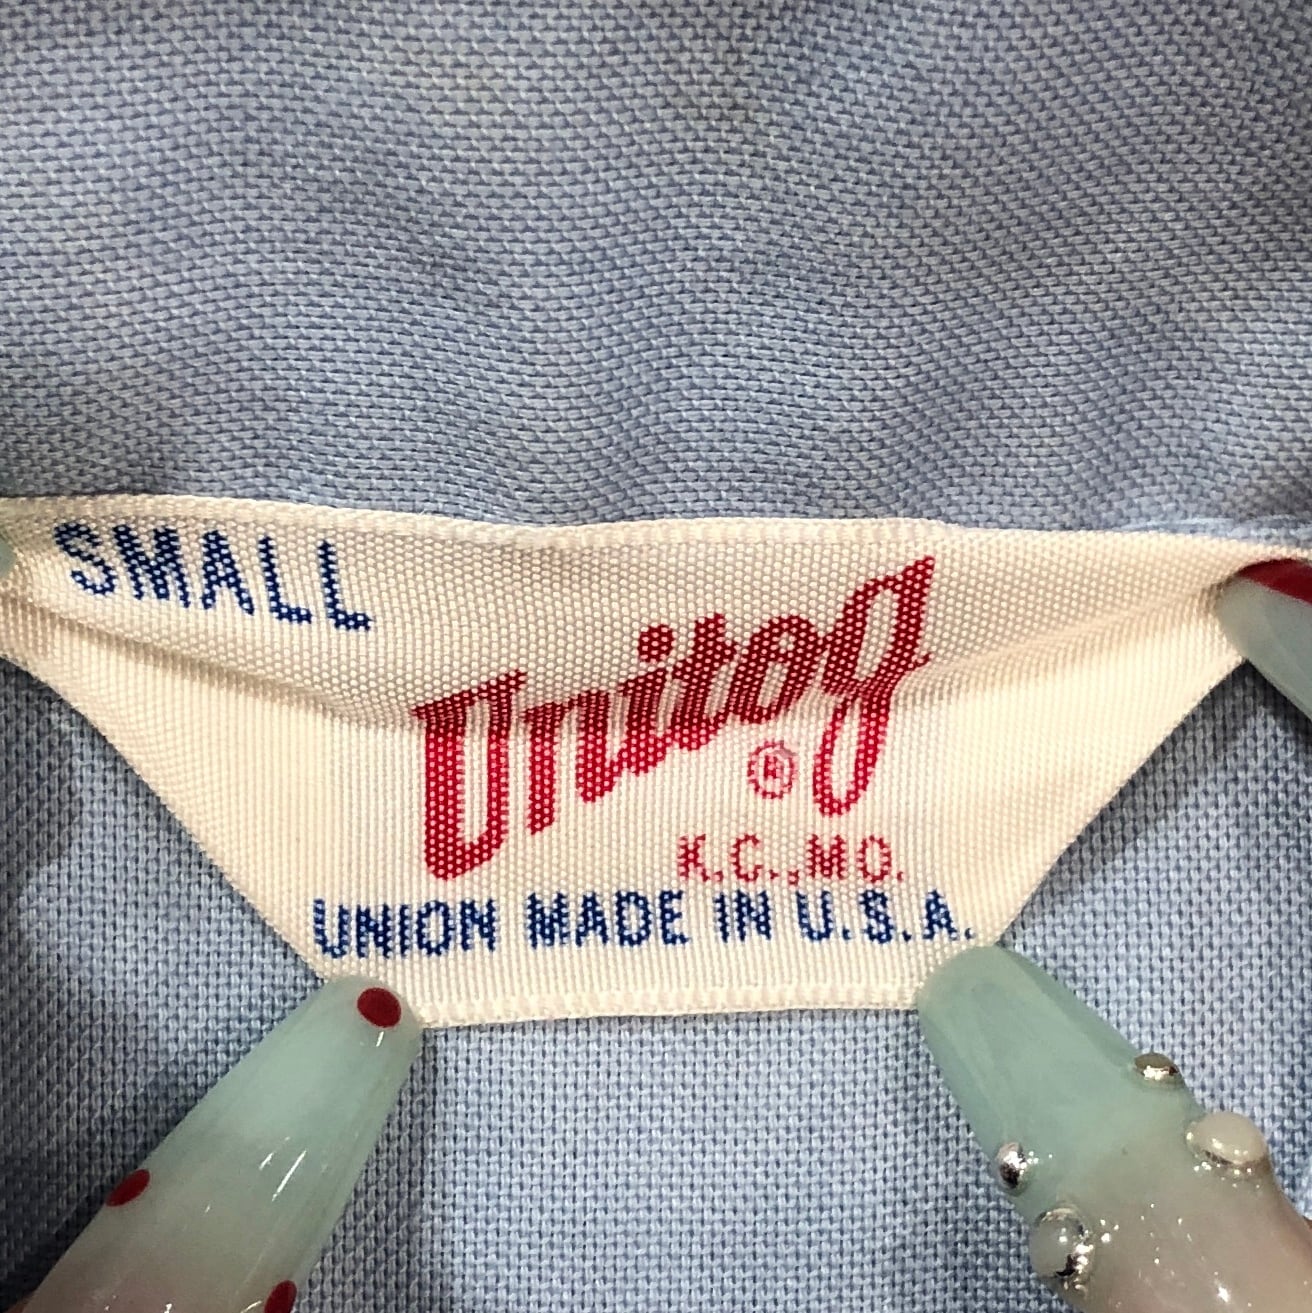 SMALL
Unitog
®
K.C., MO.
UNION MADE IN U.S.A.